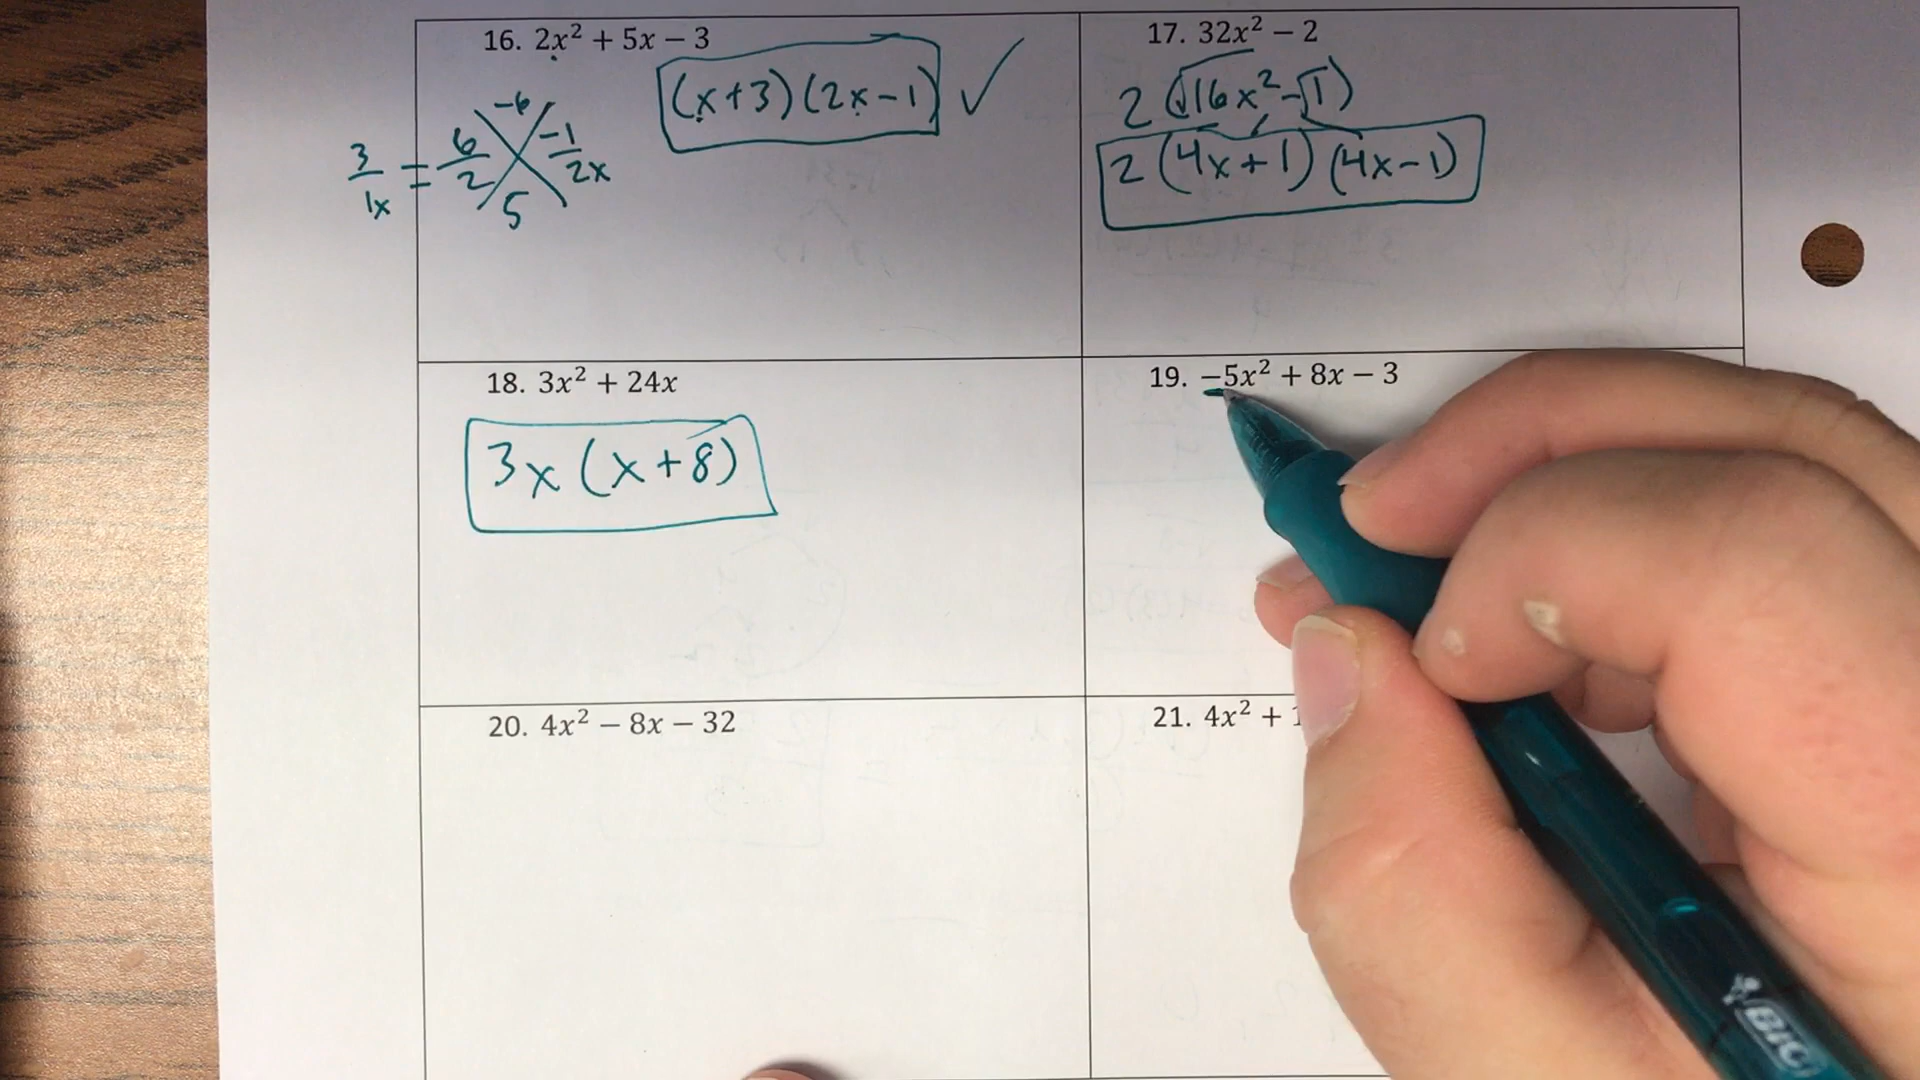 16. 2x² + 5x − 3
(x+3)(2x−1) ✓
-6
3/1x = 6/2
-1/2x
5
17. 32x² − 2
2(√16x² − √1)
2(4x+1)(4x−1)
18. 3x² + 24x
3x(x+8)
19. −5x² + 8x − 3
20. 4x² − 8x − 32
21. 4x² +
BIC